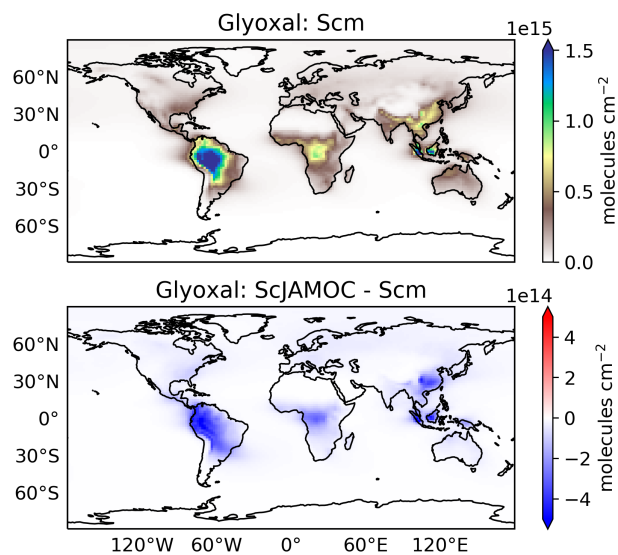 Glyoxal: Scm
1e15
60°N
30°N
0°
30°S
60°S
1.5
1.0
0.5
0.0
molecules cm−2
Glyoxal: ScJAMOC - Scm
1e14
60°N
30°N
0°
30°S
60°S
4
2
0
−2
−4
molecules cm−2
120°W 60°W 0° 60°E 120°E